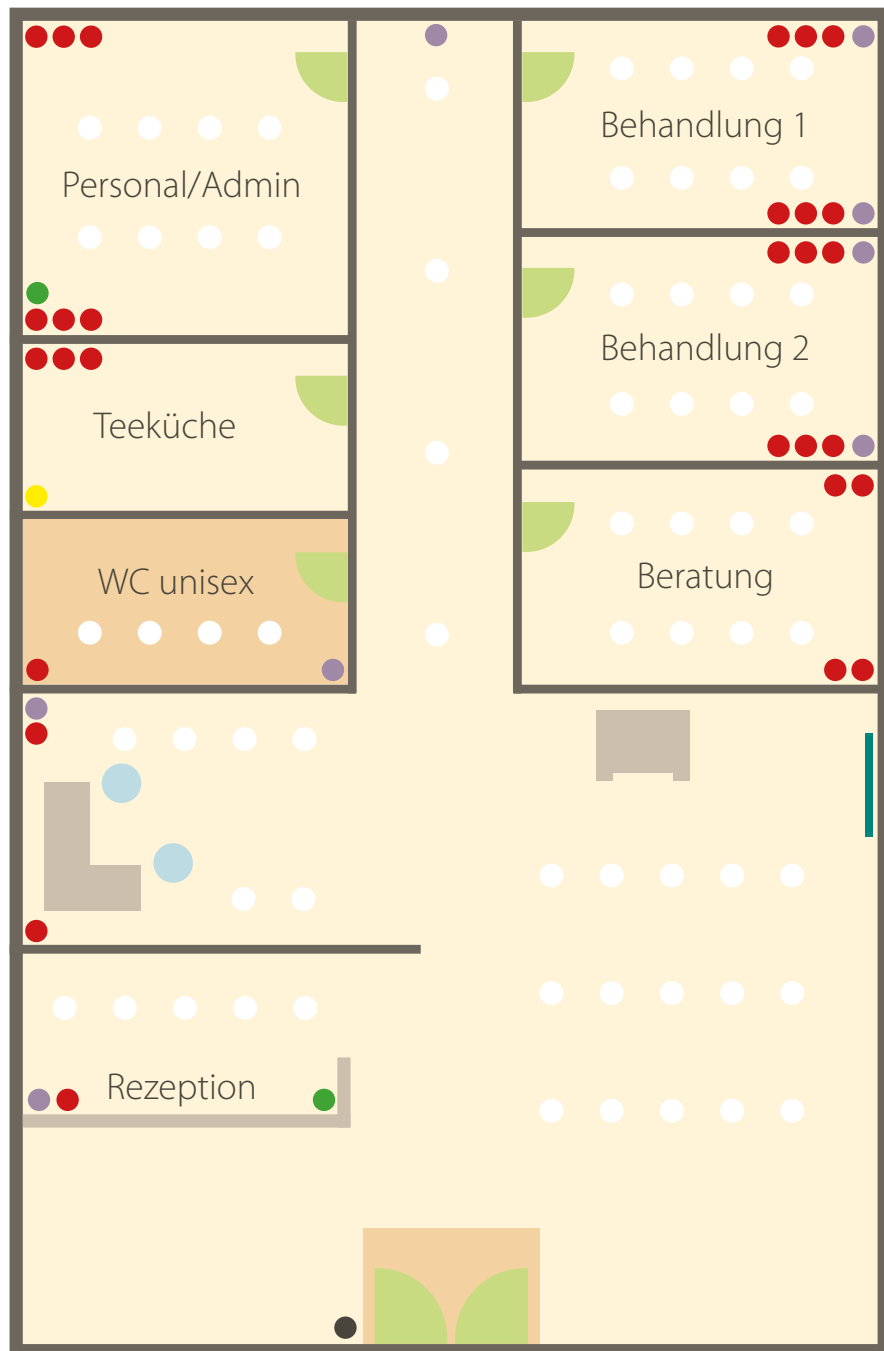 Behandlung 1
Personal/Admin
Behandlung 2
Teeküche
WC unisex
Beratung
Rezeption